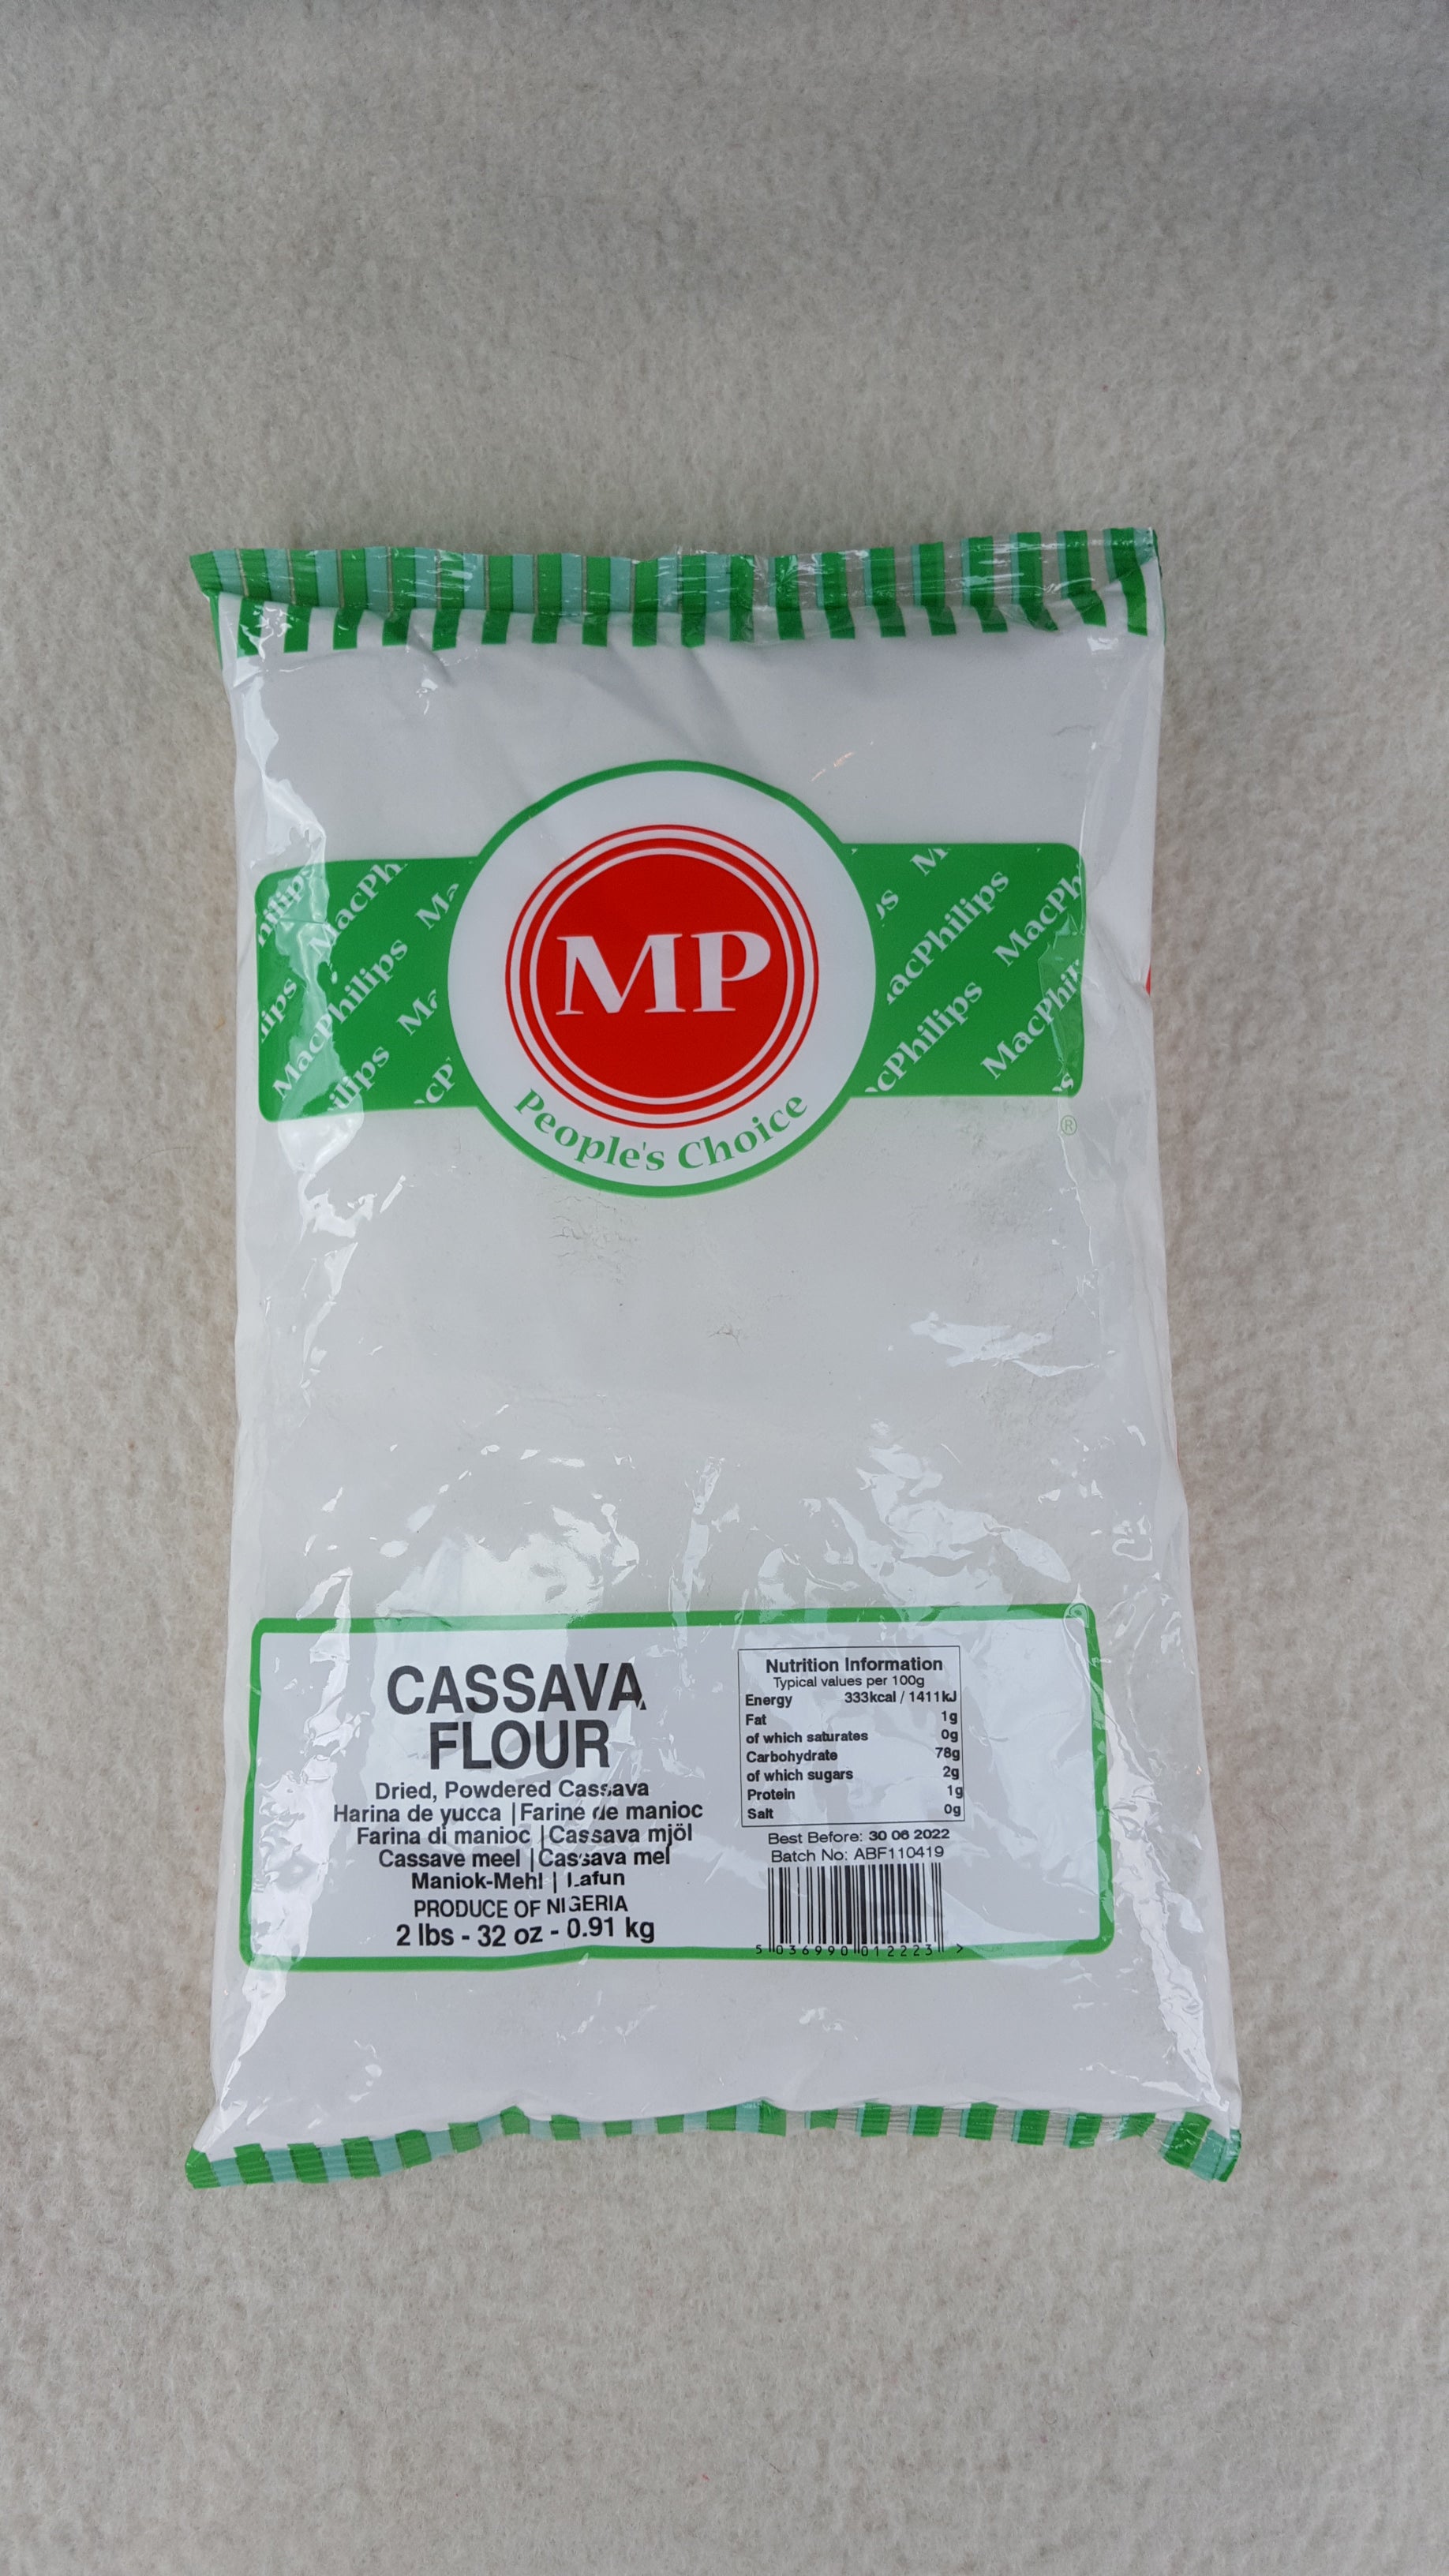 MacPhilips
MP
People's Choice
MacPhilips
MacPhilips
®
CASSAVA
FLOUR
Dried, Powdered Cassava
Harina de yucca | Farine de manioc
Farina di manioc | Cassava mjöl
Cassave meel | Cassava mel
Maniok-Mehl | Lafun
PRODUCE OF NIGERIA
2 lbs - 32 oz - 0.91 kg
Nutrition Information
Typical values per 100g
Energy 333kcal / 1411kJ
Fat 1g
of which saturates 0g
Carbohydrate 78g
of which sugars 2g
Protein 1g
Salt 0g
Best Before: 30 06 2022
Batch No: ABF110419
5 036990 012223 >